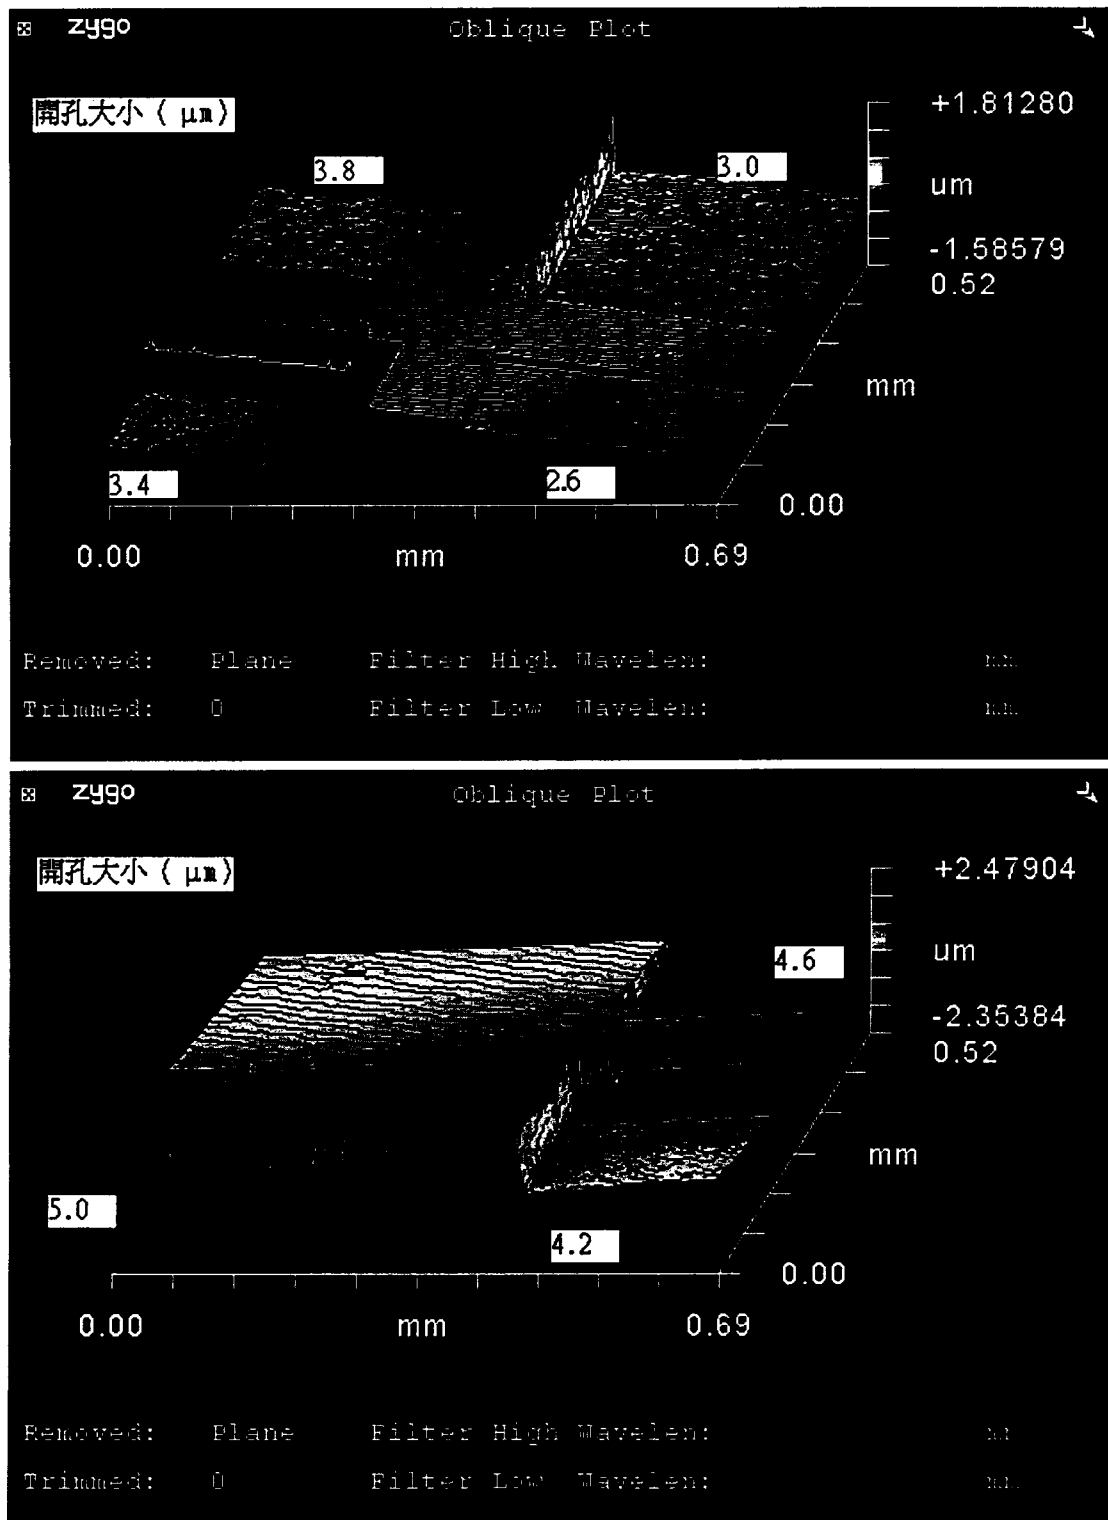 zygo Oblique Plot
開孔大小 ( μm)
+1.81280
3.8
3.0
um
-1.58579
0.52
mm
3.4
2.6
0.00
0.00 mm 0.69
Removed: Plane Filter High Wavelen: mm
Trimmed: 0 Filter Low Wavelen: mm
zygo Oblique Plot
開孔大小 ( μm)
+2.47904
4.6
um
-2.35384
0.52
mm
5.0
4.2
0.00
0.00 mm 0.69
Removed: Plane Filter High Wavelen: mm
Trimmed: 0 Filter Low Wavelen: mm